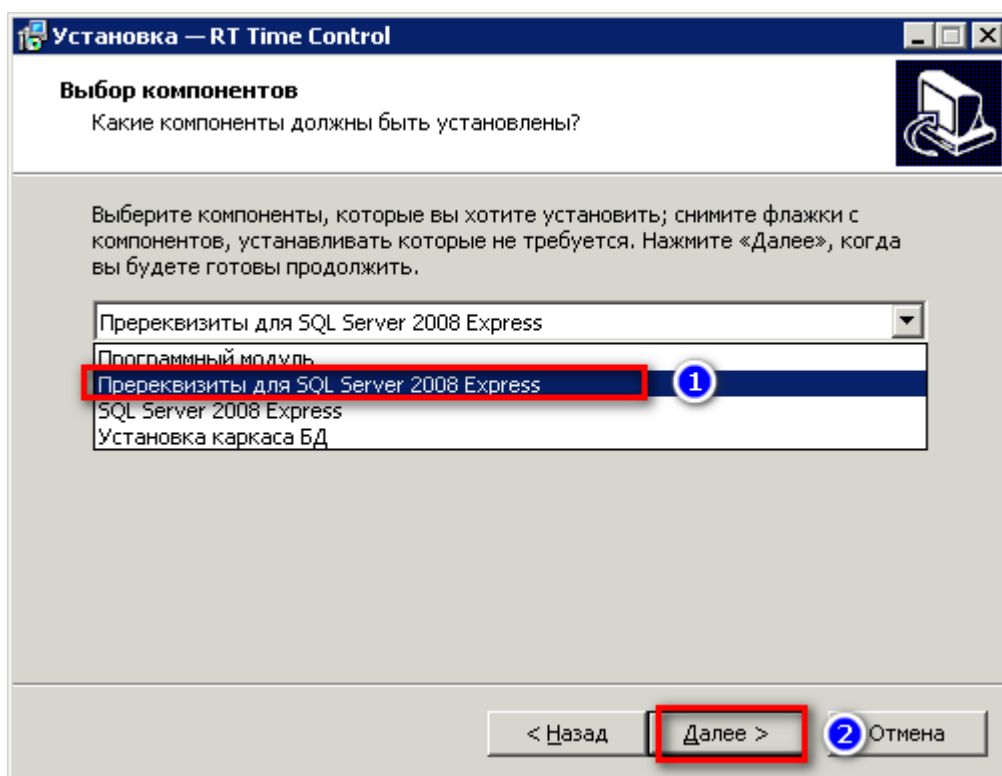 Установка — RT Time Control
Выбор компонентов
Какие компоненты должны быть установлены?
Выберите компоненты, которые вы хотите установить; снимите флажки с
компонентов, устанавливать которые не требуется. Нажмите «Далее», когда
вы будете готовы продолжить.
Пререквизиты для SQL Server 2008 Express
Программный модуль
Пререквизиты для SQL Server 2008 Express 1
SQL Server 2008 Express
Установка каркаса БД
< Назад Далее > 2 Отмена